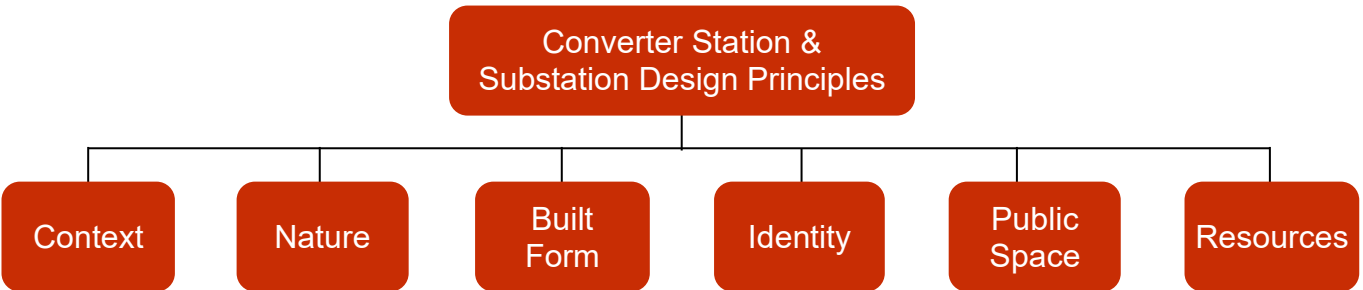 Converter Station &
Substation Design Principles
Context
Nature
Built
Form
Identity
Public
Space
Resources